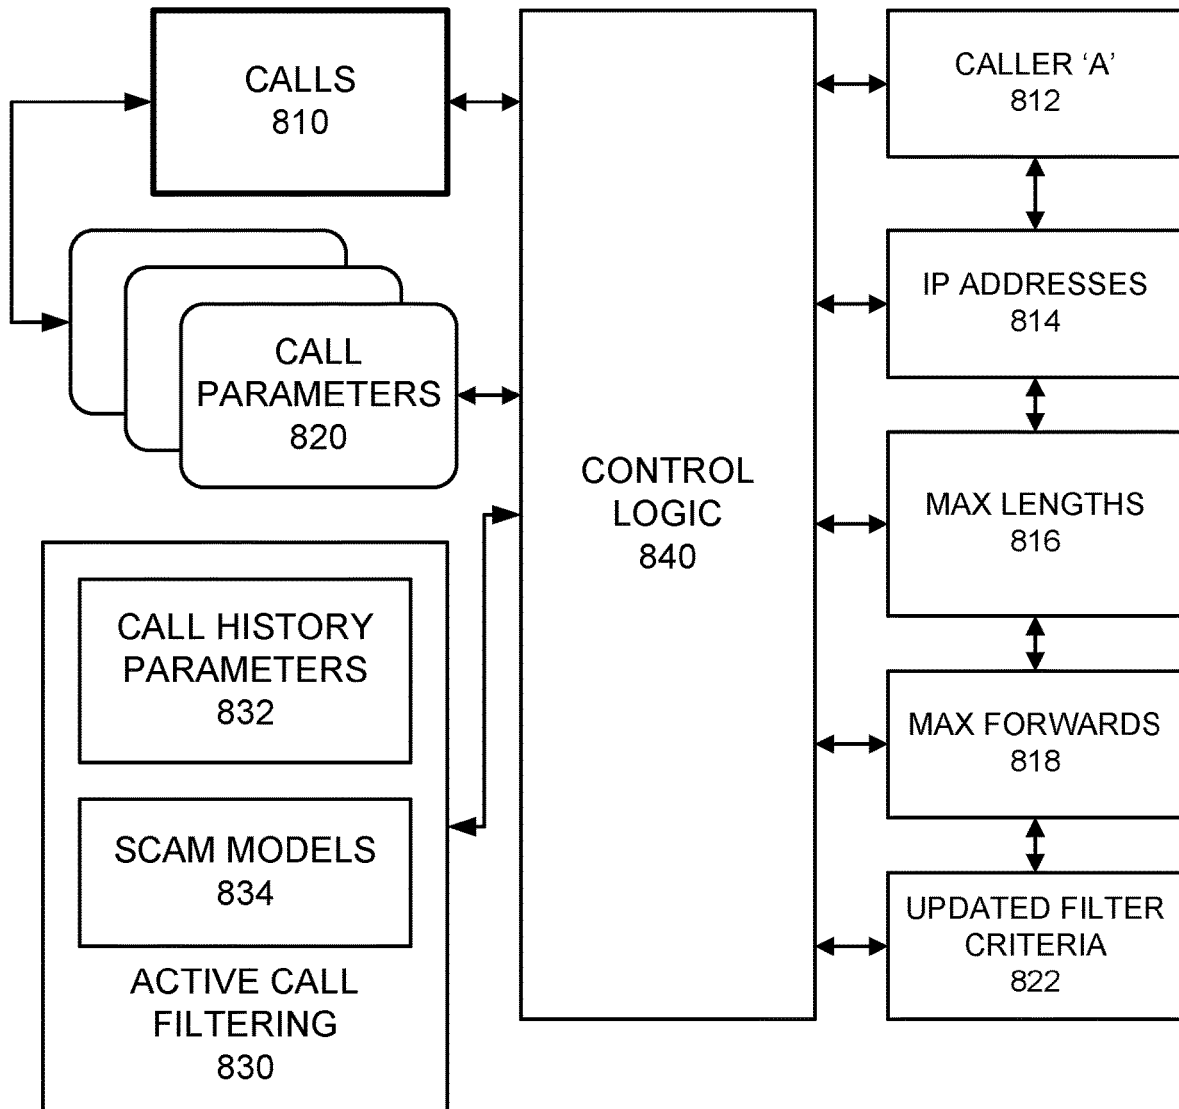 CALLS
810
CALL
PARAMETERS
820
CALL HISTORY
PARAMETERS
832
SCAM MODELS
834
ACTIVE CALL
FILTERING
830
CONTROL
LOGIC
840
CALLER ‘A’
812
IP ADDRESSES
814
MAX LENGTHS
816
MAX FORWARDS
818
UPDATED FILTER
CRITERIA
822